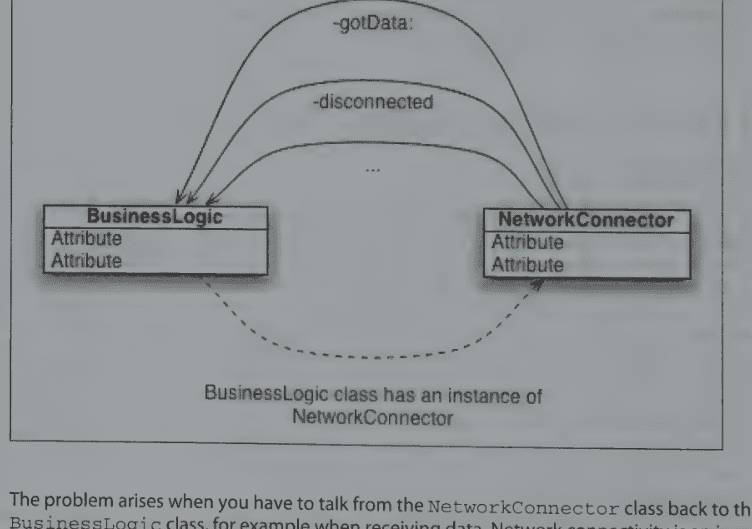 -gotData:
-disconnected
...
BusinessLogic
Attribute
Attribute
NetworkConnector
Attribute
Attribute
BusinessLogic class has an instance of
NetworkConnector
The problem arises when you have to talk from the NetworkConnector class back to
BusinessLogic class, for example when receiving data. Network connectivity